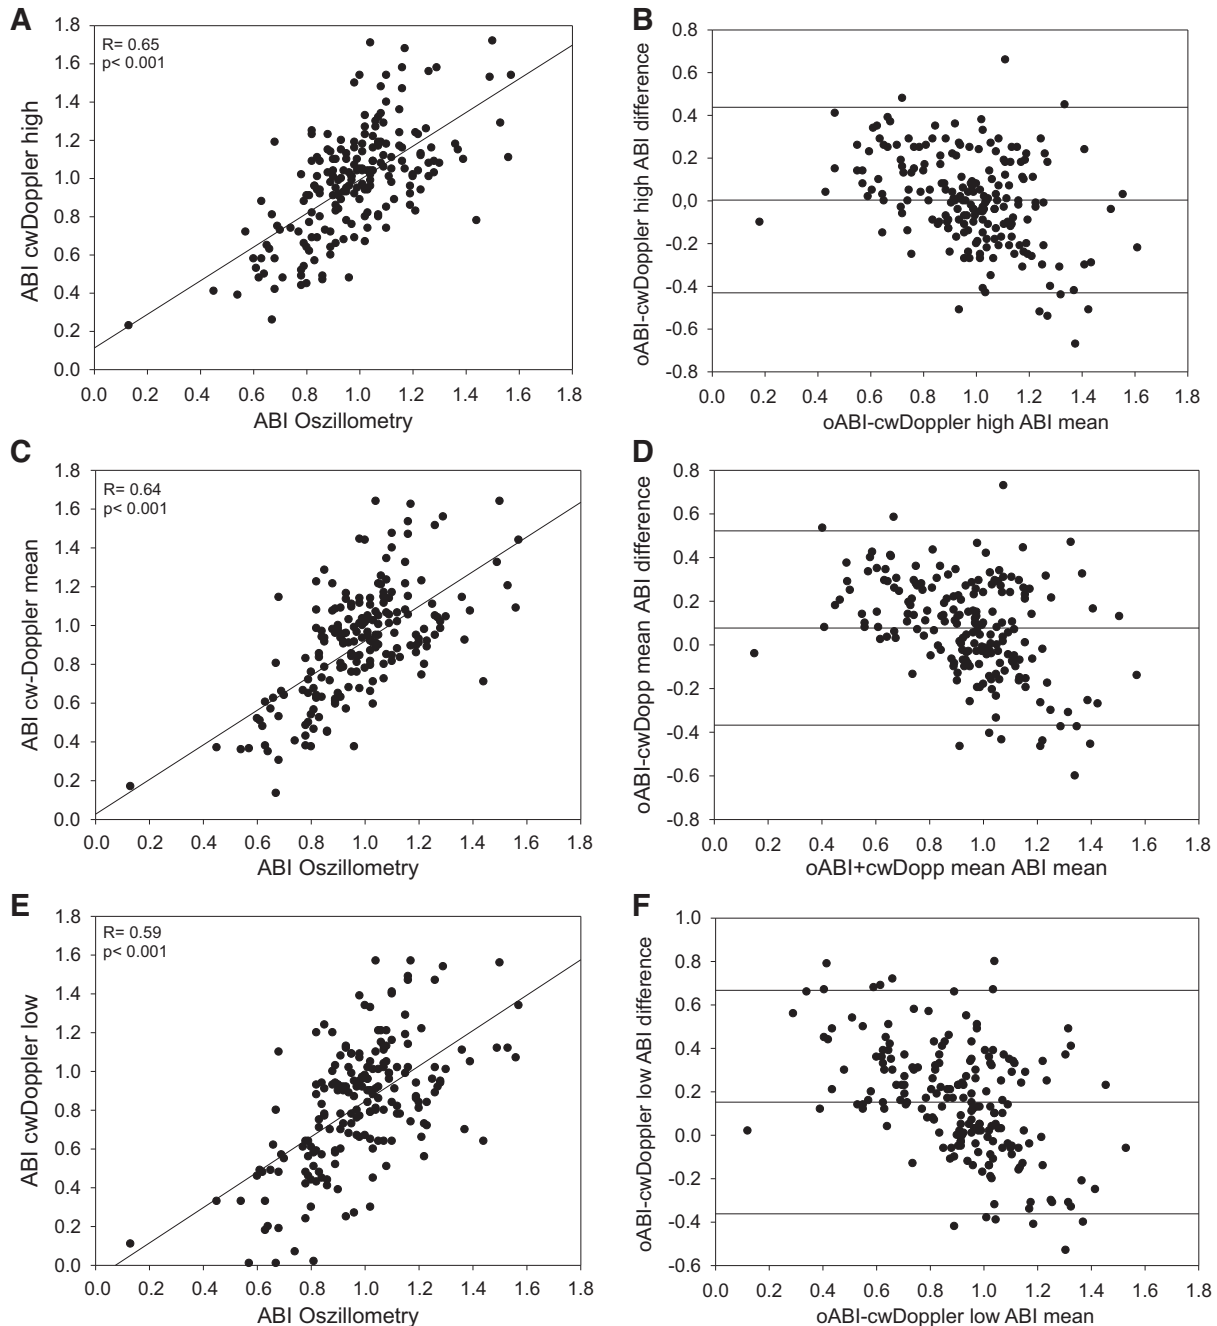 A
R= 0.65
p< 0.001
ABI cwDoppler high
1.8
1.6
1.4
1.2
1.0
0.8
0.6
0.4
0.2
0.0
0.0 0.2 0.4 0.6 0.8 1.0 1.2 1.4 1.6 1.8
ABI Oszillometry
B
oABI-cwDoppler high ABI difference
0.8
0.6
0.4
0.2
0.0
-0.2
-0.4
-0.6
-0.8
0.0 0.2 0.4 0.6 0.8 1.0 1.2 1.4 1.6 1.8
oABI-cwDoppler high ABI mean
C
R= 0.64
p< 0.001
ABI cw-Doppler mean
1.8
1.6
1.4
1.2
1.0
0.8
0.6
0.4
0.2
0.0
0.0 0.2 0.4 0.6 0.8 1.0 1.2 1.4 1.6 1.8
ABI Oszillometry
D
oABI-cwDopp mean ABI difference
0.8
0.6
0.4
0.2
0.0
-0.2
-0.4
-0.6
-0.8
0.0 0.2 0.4 0.6 0.8 1.0 1.2 1.4 1.6 1.8
oABI+cwDopp mean ABI mean
E
R= 0.59
p< 0.001
ABI cwDoppler low
1.8
1.6
1.4
1.2
1.0
0.8
0.6
0.4
0.2
0.0
0.0 0.2 0.4 0.6 0.8 1.0 1.2 1.4 1.6 1.8
ABI Oszillometry
F
oABI-cwDoppler low ABI difference
1.0
0.8
0.6
0.4
0.2
0.0
-0.2
-0.4
-0.6
0.0 0.2 0.4 0.6 0.8 1.0 1.2 1.4 1.6 1.8
oABI-cwDoppler low ABI mean